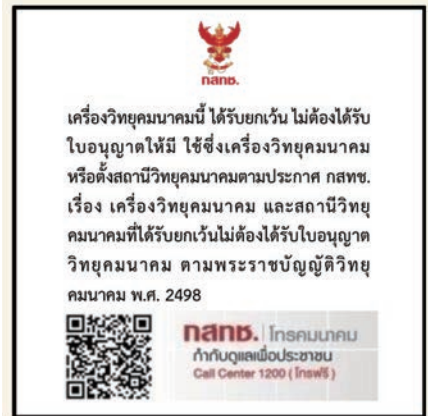 กสทช.
เครื่องวิทยุคมนาคมนี้ ได้รับยกเว้น ไม่ต้องได้รับ
ใบอนุญาตให้มี ใช้ซึ่งเครื่องวิทยุคมนาคม
หรือตั้งสถานีวิทยุคมนาคมตามประกาศ กสทช.
เรื่อง เครื่องวิทยุคมนาคม และสถานีวิทยุ
คมนาคมที่ได้รับยกเว้นไม่ต้องได้รับใบอนุญาต
วิทยุคมนาคม ตามพระราชบัญญัติวิทยุ
คมนาคม พ.ศ. 2498
กสทช. | โทรคมนาคม
กำกับดูแลเพื่อประชาชน
Call Center 1200 (โทรฟรี)